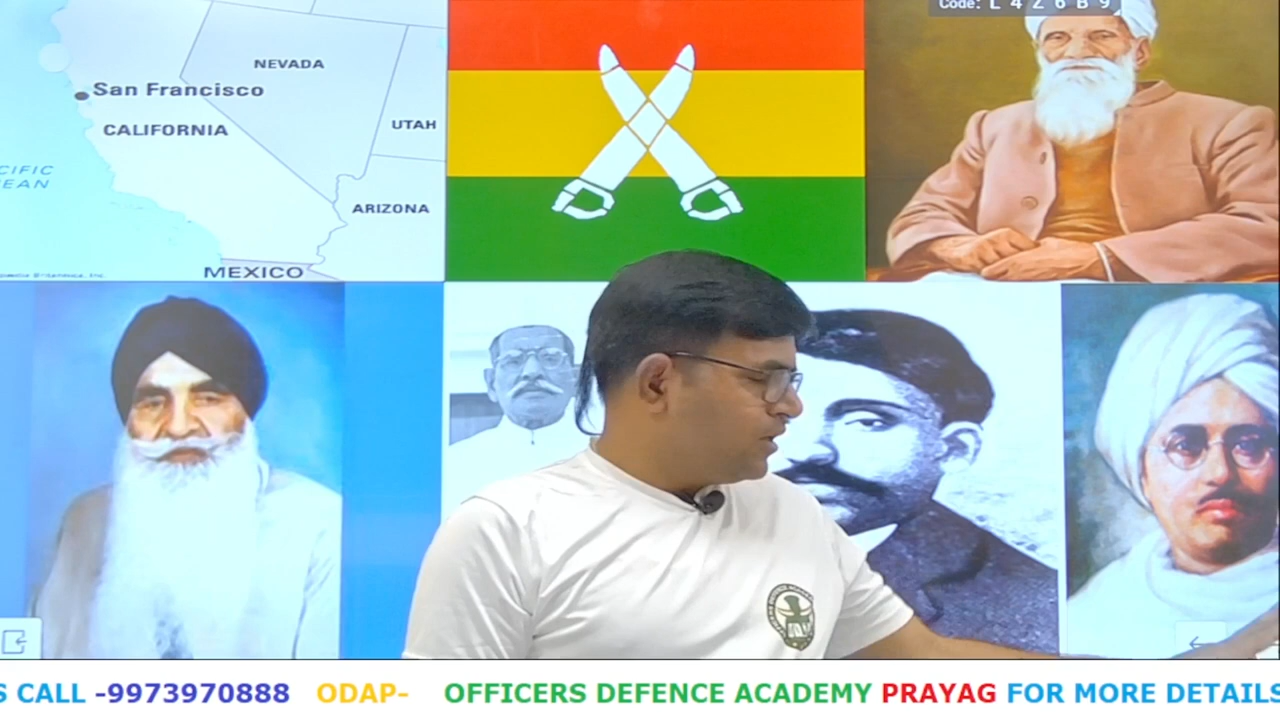 Code: L 4 Z 6 B 9
NEVADA
San Francisco
CALIFORNIA
UTAH
CIFIC
EAN
ARIZONA
MEXICO
S CALL -9973970888 ODAP- OFFICERS DEFENCE ACADEMY PRAYAG FOR MORE DETAILS